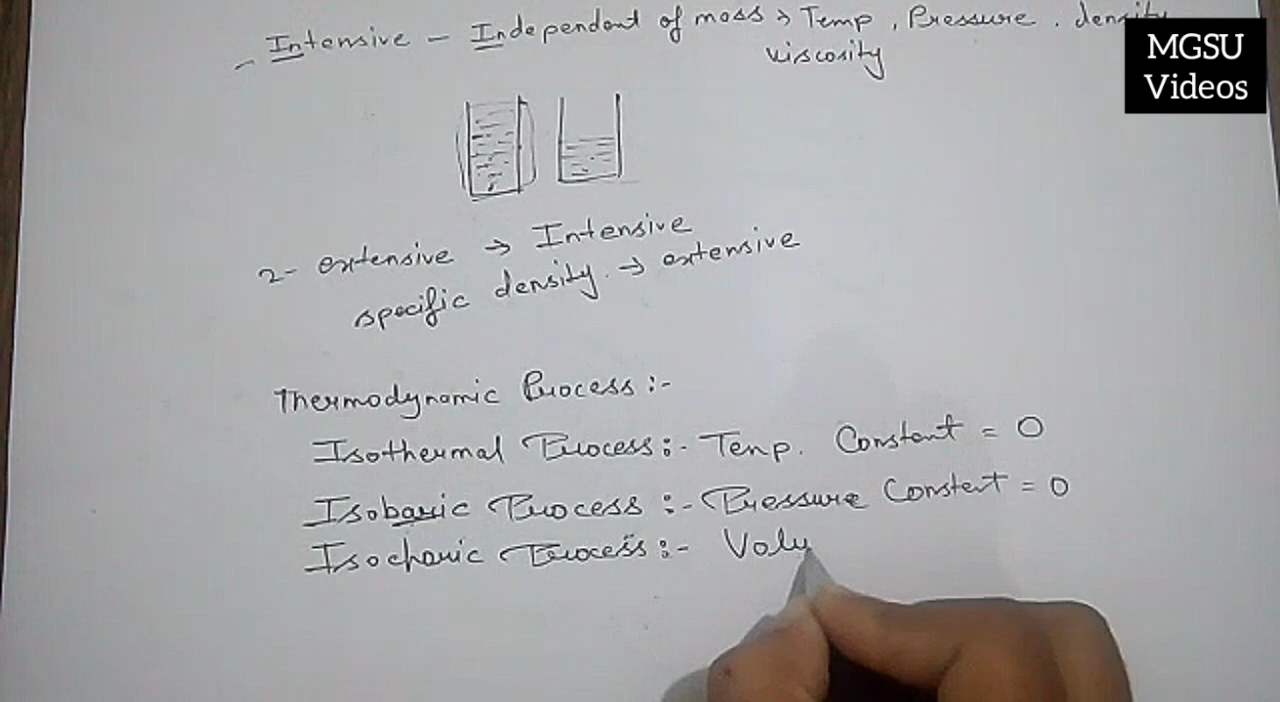 Intensive - Independent of mass → Temp, Pressure. density
viscosity
MGSU
Videos
2- extensive → Intensive
specific density. → extensive
Thermodynamic Process:-
Isothermal Process:- Temp. Constant = 0
Isobaric Process:- Pressure Constant = 0
Isochoric Process:- Volu